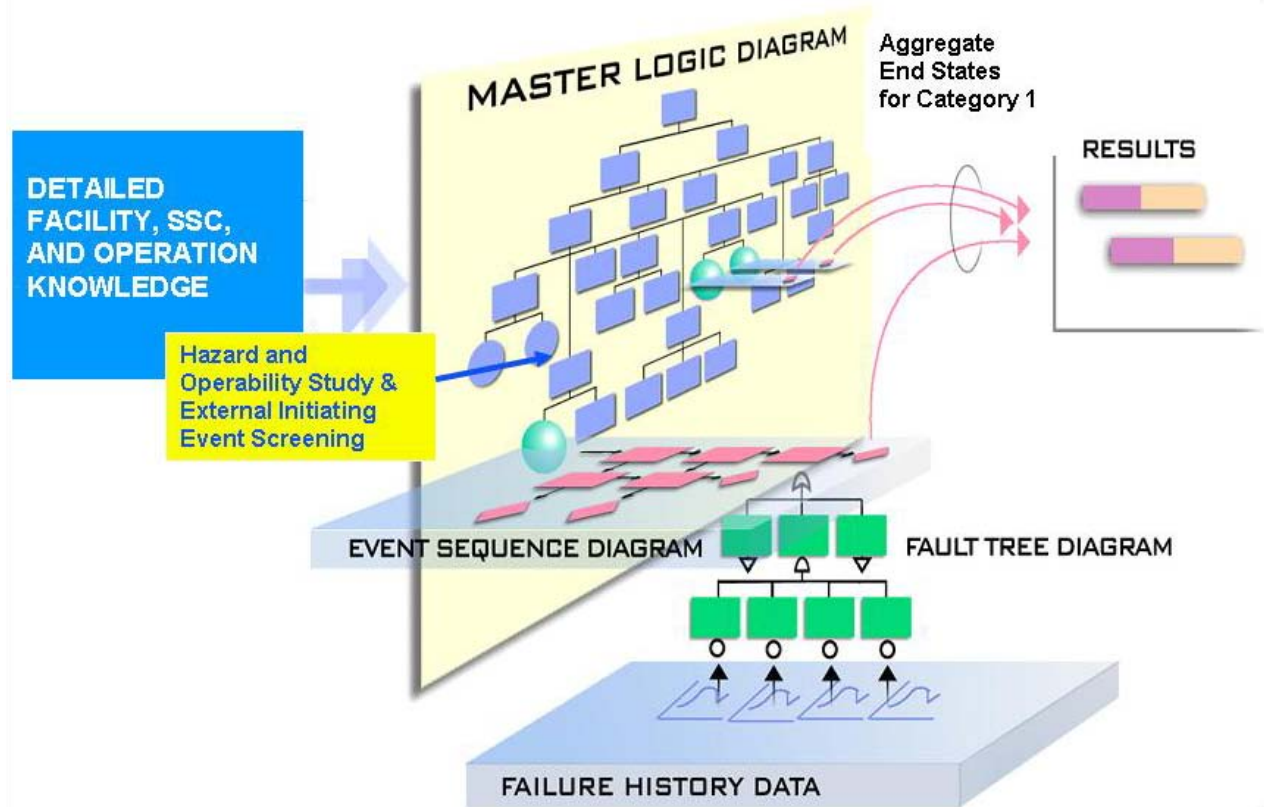 MASTER LOGIC DIAGRAM
Aggregate
End States
for Category 1
RESULTS
DETAILED
FACILITY, SSC,
AND OPERATION
KNOWLEDGE
Hazard and
Operability Study &
External Initiating
Event Screening
EVENT SEQUENCE DIAGRAM
FAULT TREE DIAGRAM
FAILURE HISTORY DATA